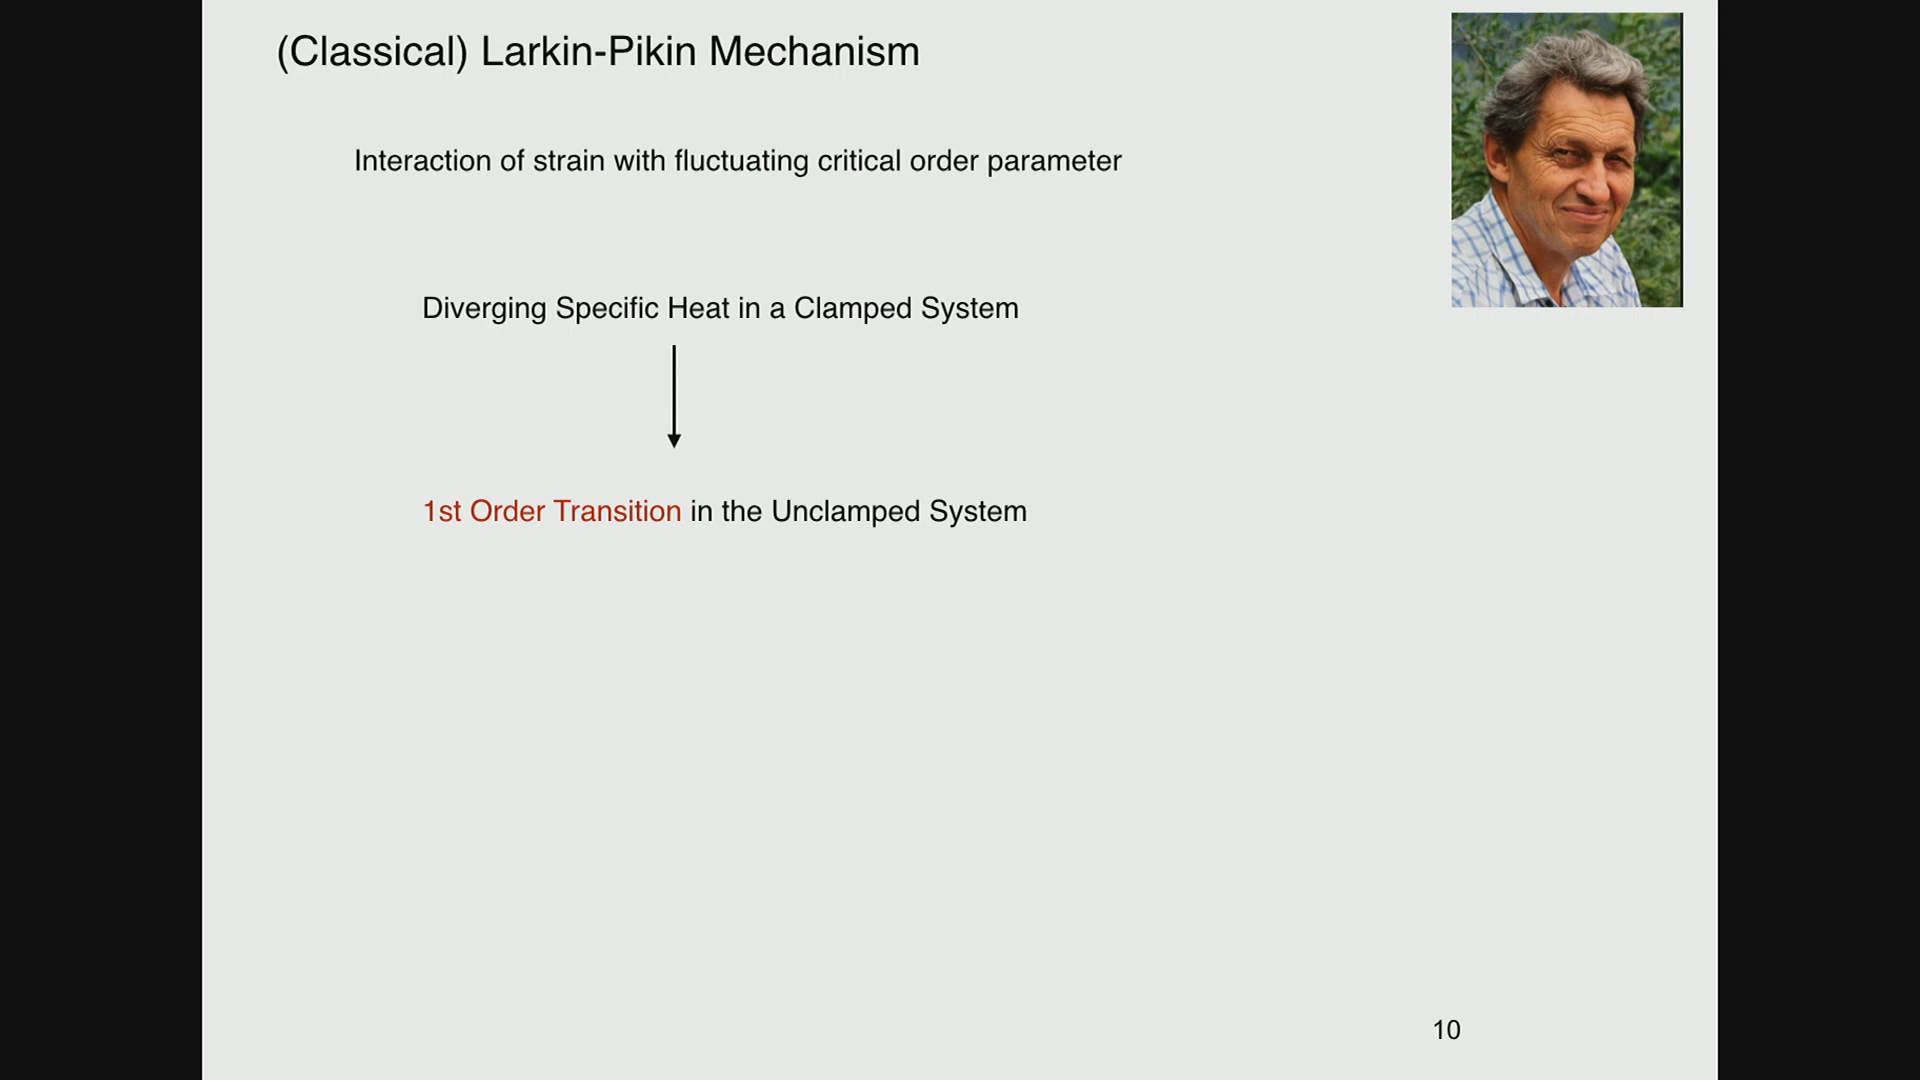 (Classical) Larkin-Pikin Mechanism
Interaction of strain with fluctuating critical order parameter
Diverging Specific Heat in a Clamped System
1st Order Transition in the Unclamped System
10